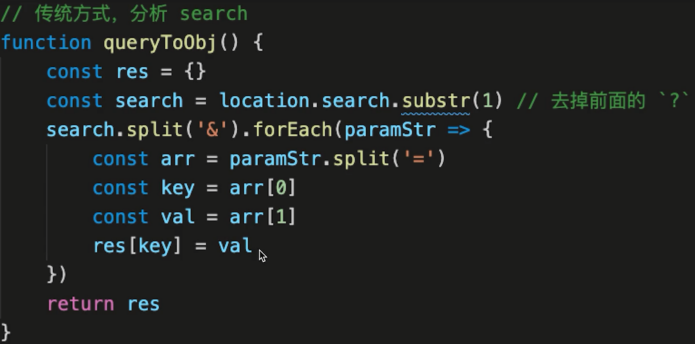 // 传统方式，分析 search
function queryToObj() {
    const res = {}
    const search = location.search.substr(1) // 去掉前面的 `?`
    search.split('&').forEach(paramStr => {
        const arr = paramStr.split('=')
        const key = arr[0]
        const val = arr[1]
        res[key] = val
    })
    return res
}